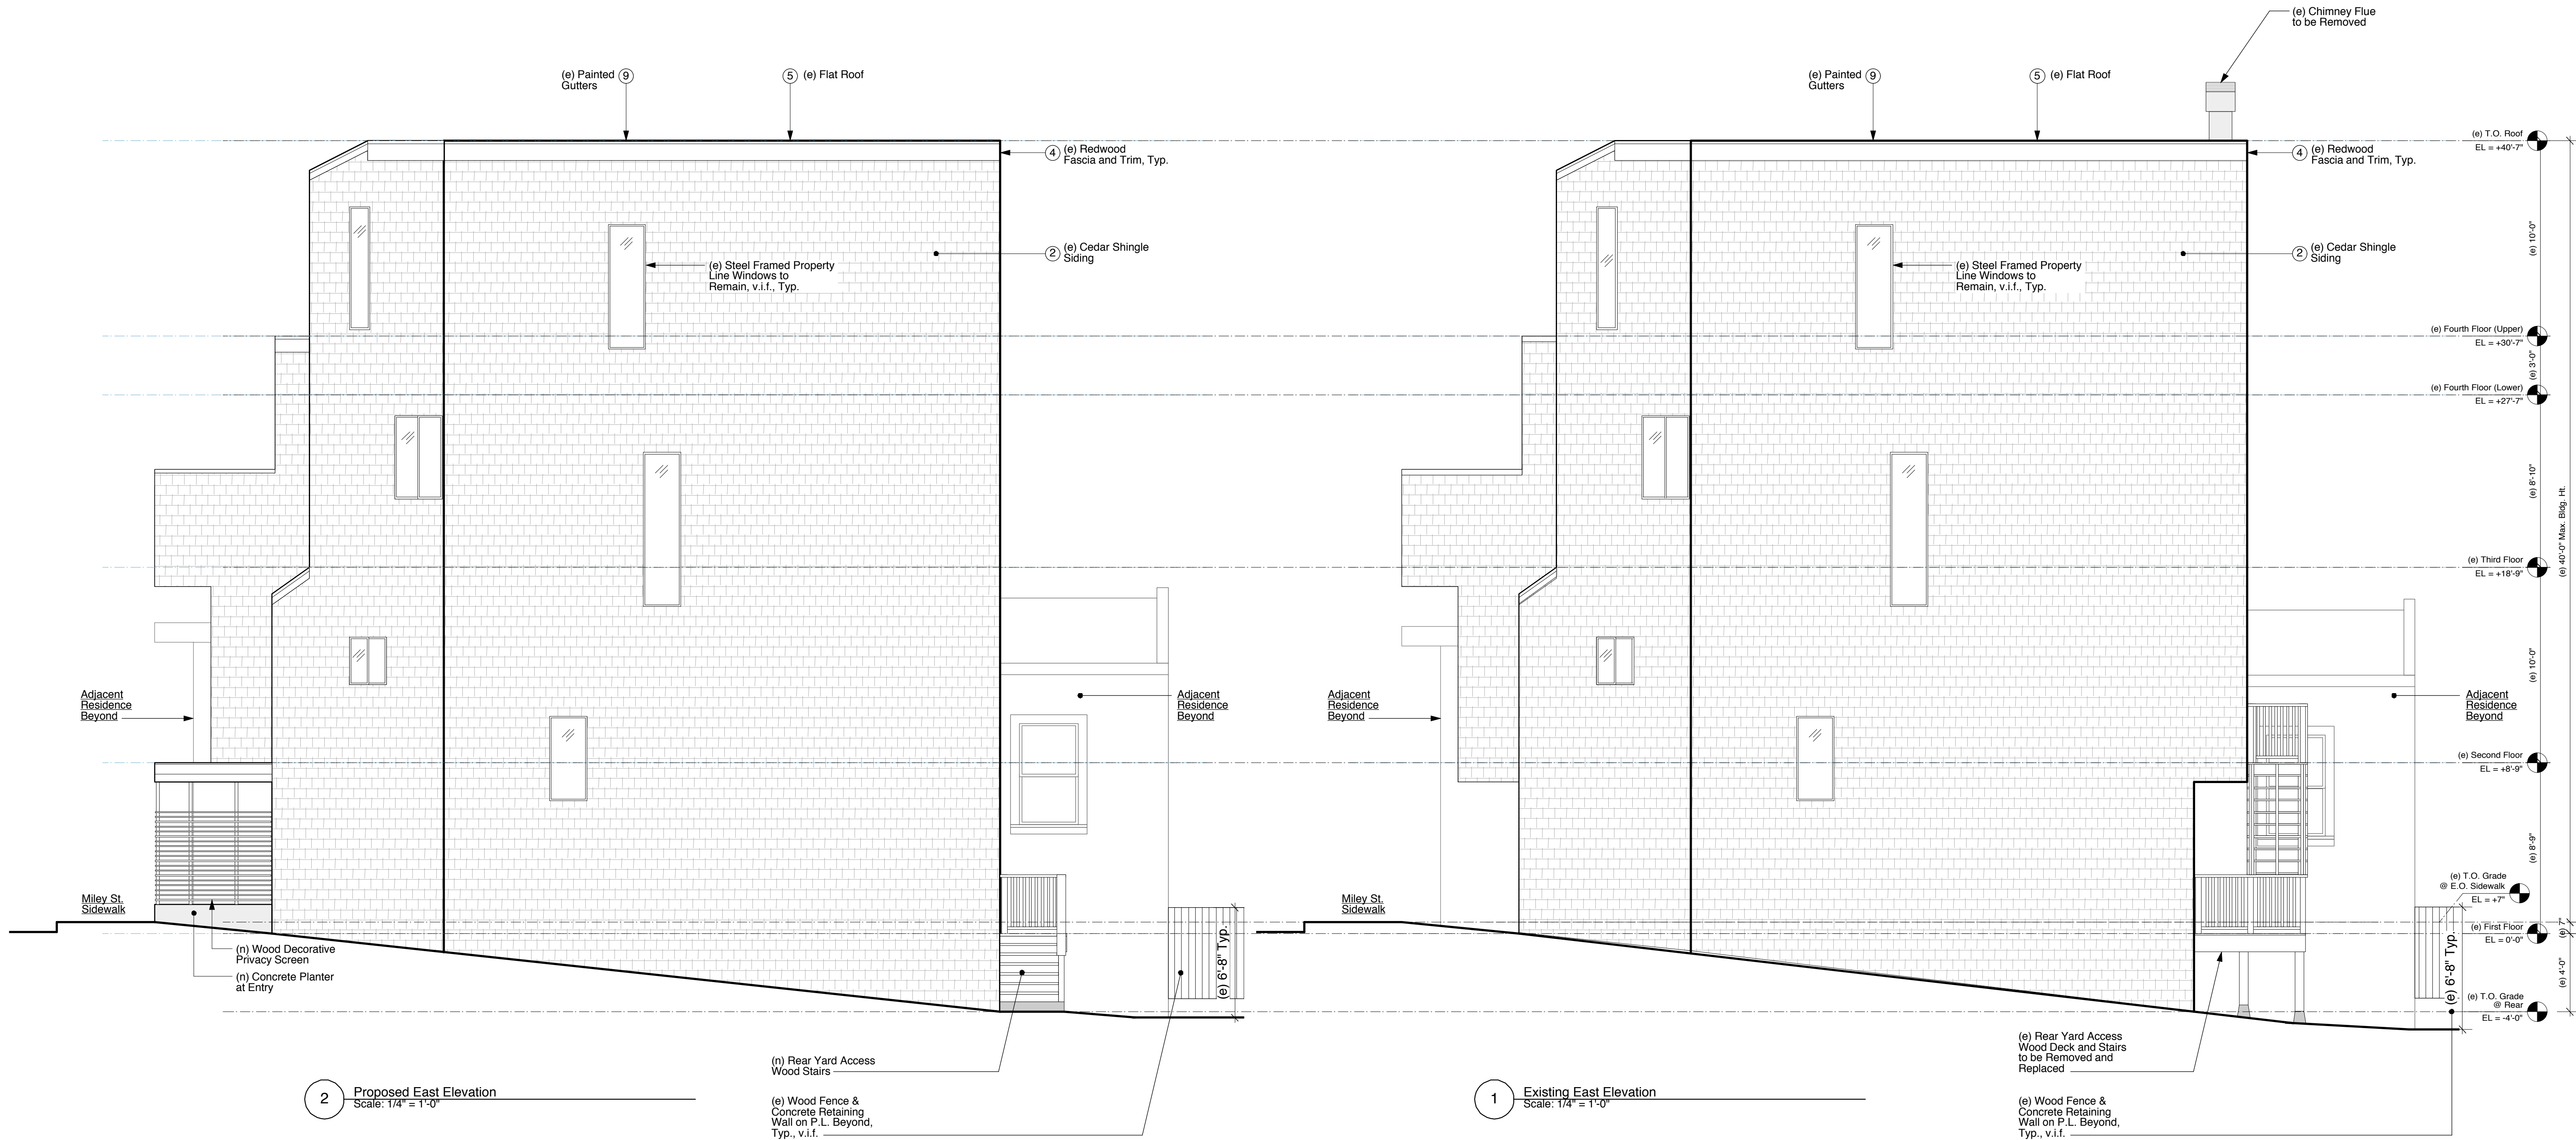 (e) Chimney Flue
to be Removed
(e) Painted
Gutters
9
5
(e) Flat Roof
4
(e) Redwood
Fascia and Trim, Typ.
2
(e) Cedar Shingle
Siding
(e) Steel Framed Property
Line Windows to
Remain, v.i.f., Typ.
Adjacent
Residence
Beyond
Adjacent
Residence
Beyond
Miley St.
Sidewalk
(n) Wood Decorative
Privacy Screen
(n) Concrete Planter
at Entry
(e) 6'-8" Typ.
(n) Rear Yard Access
Wood Stairs
(e) Wood Fence &
Concrete Retaining
Wall on P.L. Beyond,
Typ., v.i.f.
2
Proposed East Elevation
Scale: 1/4" = 1'-0"
(e) Painted
Gutters
9
5
(e) Flat Roof
4
(e) Redwood
Fascia and Trim, Typ.
2
(e) Cedar Shingle
Siding
(e) Steel Framed Property
Line Windows to
Remain, v.i.f., Typ.
Adjacent
Residence
Beyond
Adjacent
Residence
Beyond
Miley St.
Sidewalk
(e) Rear Yard Access
Wood Deck and Stairs
to be Removed and
Replaced
(e) Wood Fence &
Concrete Retaining
Wall on P.L. Beyond,
Typ., v.i.f.
1
Existing East Elevation
Scale: 1/4" = 1'-0"
(e) T.O. Roof
EL = +40'-7"
(e) 10'-0"
(e) Fourth Floor (Upper)
EL = +30'-7"
(e) 3'-0"
(e) Fourth Floor (Lower)
EL = +27'-7"
(e) 8'-10"
(e) 40'-0" Max. Bldg. Ht.
(e) Third Floor
EL = +18'-9"
(e) 10'-0"
(e) Second Floor
EL = +8'-9"
(e) 8'-9"
(e) T.O. Grade
@ E.O. Sidewalk
EL = +7"
(e) 7"
(e) First Floor
EL = 0'-0"
(e) 4'-0"
(e) 6'-8" Typ.
(e) T.O. Grade
@ Rear
EL = -4'-0"